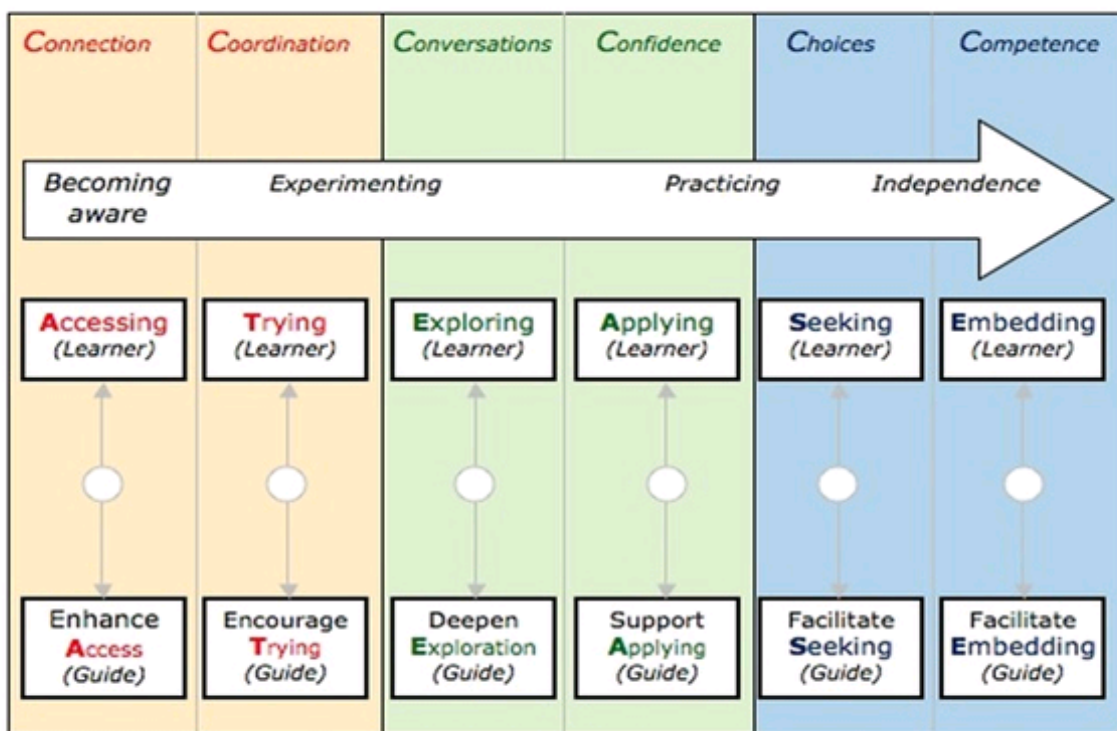 Connection Coordination Conversations Confidence Choices Competence
Becoming aware Experimenting Practicing Independence
Accessing Trying Exploring Applying Seeking Embedding
(Learner) (Learner) (Learner) (Learner) (Learner) (Learner)
Enhance Encourage Deepen Support Facilitate Facilitate
Access Trying Exploration Applying Seeking Embedding
(Guide) (Guide) (Guide) (Guide) (Guide) (Guide)